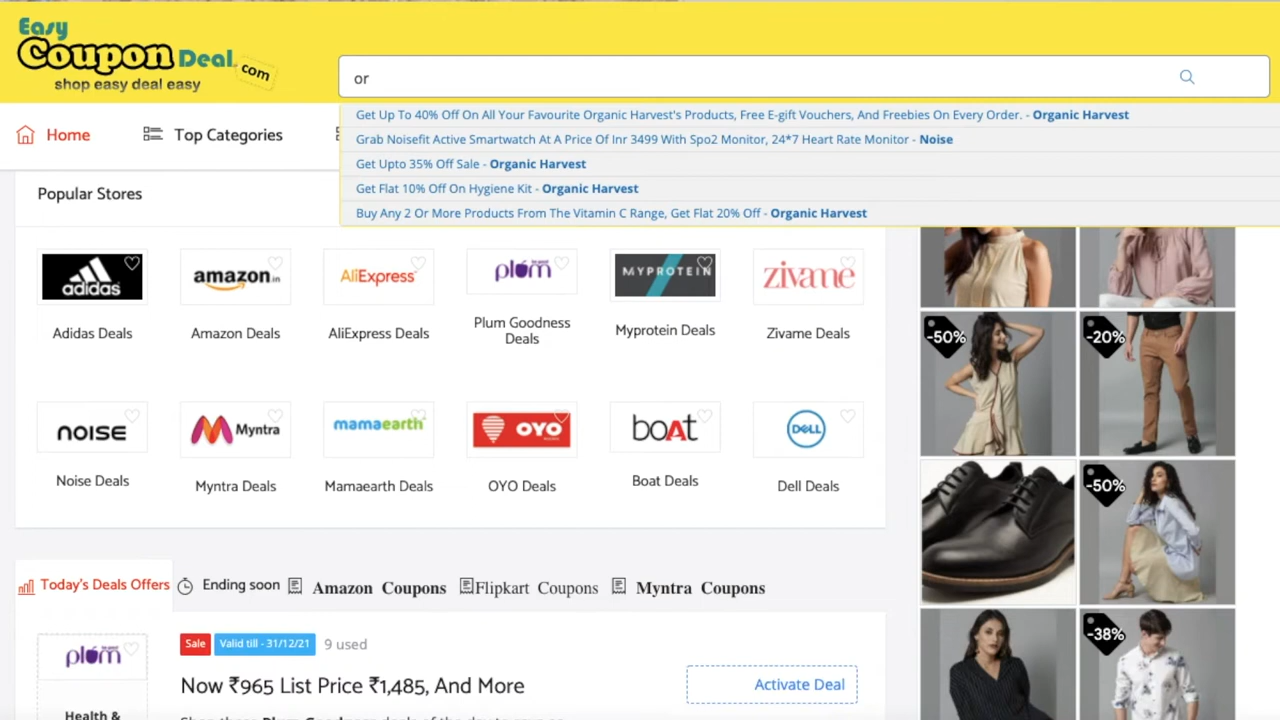 Easy
Coupon Deal.com
shop easy deal easy
or
Get Up To 40% Off On All Your Favourite Organic Harvest's Products, Free E-gift Vouchers, And Freebies On Every Order. - Organic Harvest
Grab Noisefit Active Smartwatch At A Price Of Inr 3499 With Spo2 Monitor, 24*7 Heart Rate Monitor - Noise
Get Upto 35% Off Sale - Organic Harvest
Get Flat 10% Off On Hygiene Kit - Organic Harvest
Buy Any 2 Or More Products From The Vitamin C Range, Get Flat 20% Off - Organic Harvest
Home
Top Categories
Popular Stores
adidas
amazon.in
AliExpress
plum
MYPROTEIN
zivame
Adidas Deals
Amazon Deals
AliExpress Deals
Plum Goodness
Deals
Myprotein Deals
Zivame Deals
noise
Myntra
mamaearth
OYO
boAt
DELL
Noise Deals
Myntra Deals
Mamaearth Deals
OYO Deals
Boat Deals
Dell Deals
-50%
-20%
-50%
-38%
Today's Deals Offers
Ending soon
Amazon Coupons
Flipkart Coupons
Myntra Coupons
plum
Health &
Sale
Valid till - 31/12/21
9 used
Now ₹965 List Price ₹1,485, And More
Activate Deal